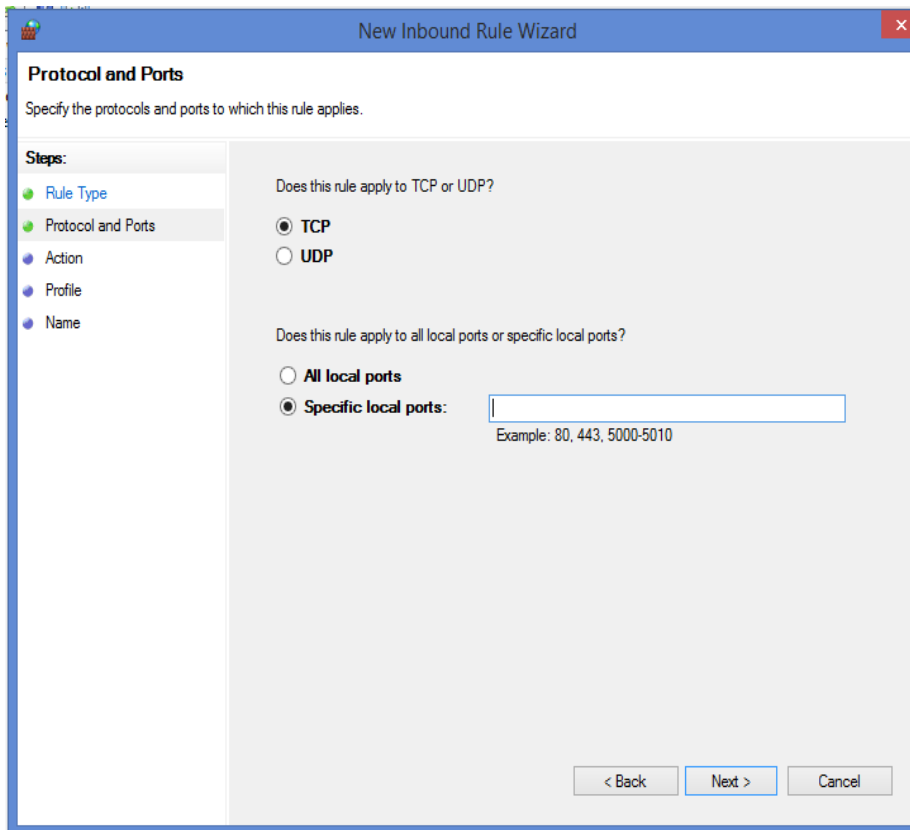 New Inbound Rule Wizard
Protocol and Ports
Specify the protocols and ports to which this rule applies.
Steps:
Rule Type
Protocol and Ports
Action
Profile
Name
Does this rule apply to TCP or UDP?
TCP
UDP
Does this rule apply to all local ports or specific local ports?
All local ports
Specific local ports:
Example: 80, 443, 5000-5010
< Back
Next >
Cancel